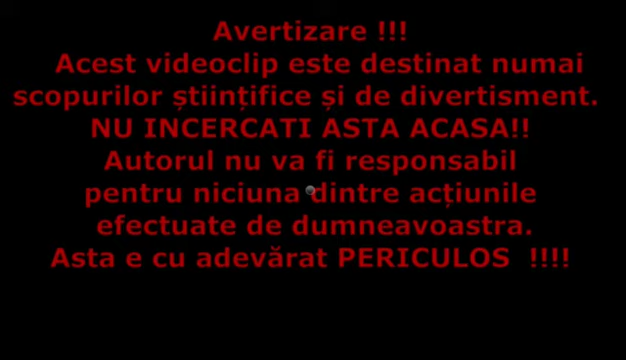 Avertizare !!!
Acest videoclip este destinat numai
scopurilor științifice și de divertisment.
NU INCERCATI ASTA ACASA!!
Autorul nu va fi responsabil
pentru niciuna dintre acțiunile
efectuate de dumneavoastra.
Asta e cu adevărat PERICULOS !!!!